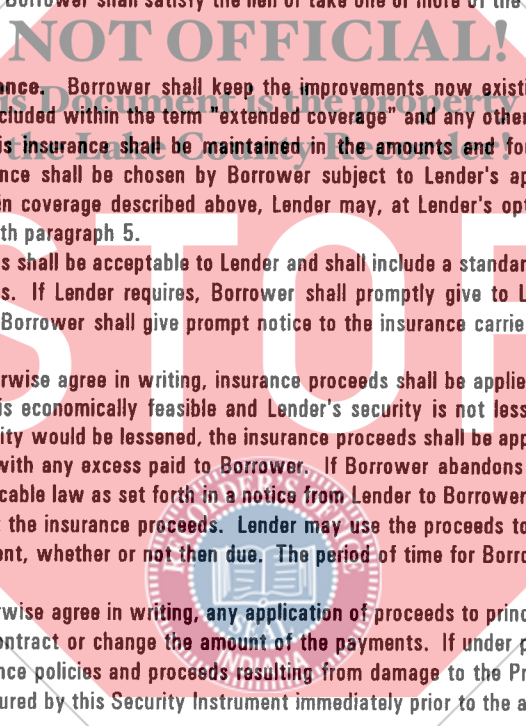 Borrower shall satisfy the lien or take one or more of the
NOT OFFICIAL!
nce. Borrower shall keep the improvements now existi
is Document is the property
cluded within the term "extended coverage" and any other
the Lake County Recorder!
is insurance shall be maintained in the amounts and for
nce shall be chosen by Borrower subject to Lender's ap
n coverage described above, Lender may, at Lender's opt
th paragraph 5.
s shall be acceptable to Lender and shall include a standar
s. If Lender requires, Borrower shall promptly give to L
Borrower shall give prompt notice to the insurance carrie
STOP
rwise agree in writing, insurance proceeds shall be applie
is economically feasible and Lender's security is not less
ity would be lessened, the insurance proceeds shall be app
with any excess paid to Borrower. If Borrower abandons
cable law as set forth in a notice from Lender to Borrower
t the insurance proceeds. Lender may use the proceeds to
ent, whether or not then due. The period of time for Borro
RECORDER'S OFFICE
SEAL
INDIANA
rwise agree in writing, any application of proceeds to princ
ontract or change the amount of the payments. If under p
nce policies and proceeds resulting from damage to the Pr
ured by this Security Instrument immediately prior to the a